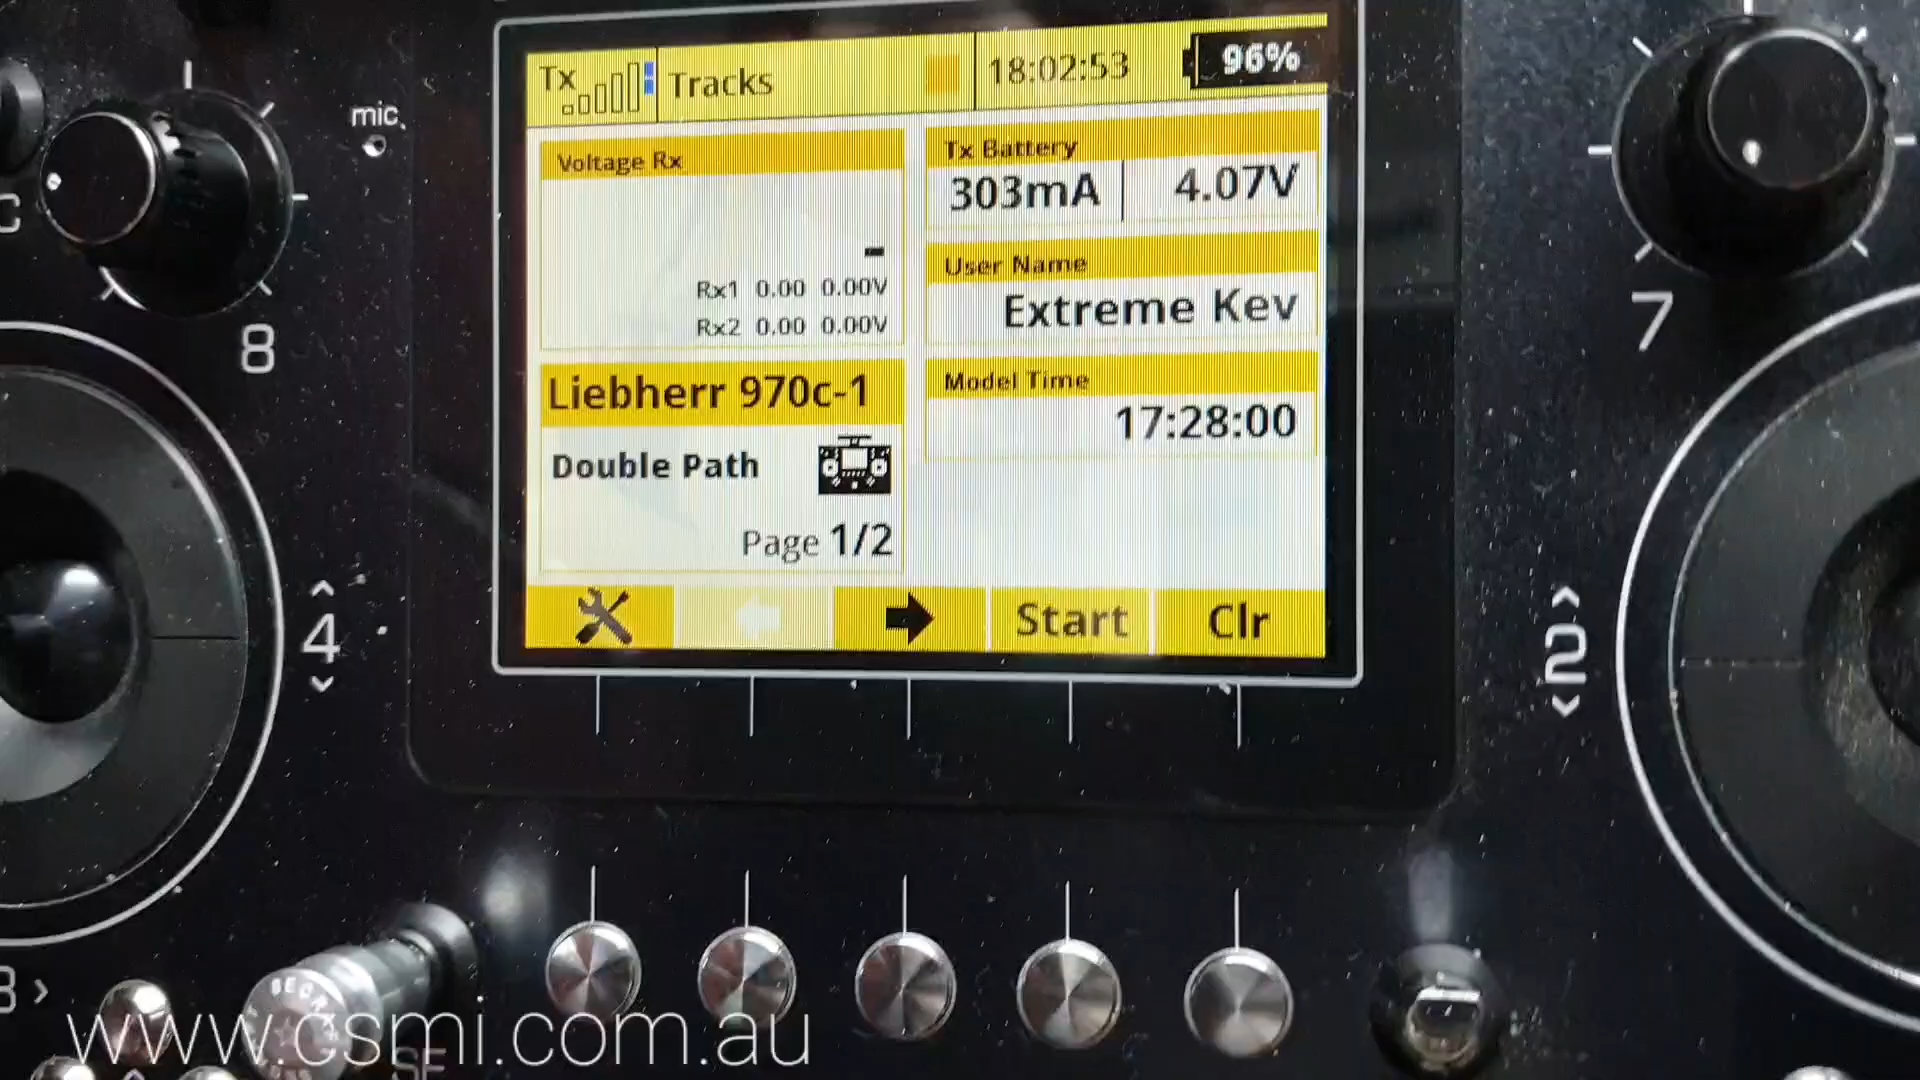 Tx
Tracks
18:02:53
96%
mic
Voltage Rx
-
Rx1 0.00 0.00V
Rx2 0.00 0.00V
Tx Battery
303mA
4.07V
User Name
Extreme Kev
Model Time
17:28:00
Liebherr 970c-1
Double Path
Page 1/2
Start
Clr
C
8
7
4
2
3
www.csmi.com.au